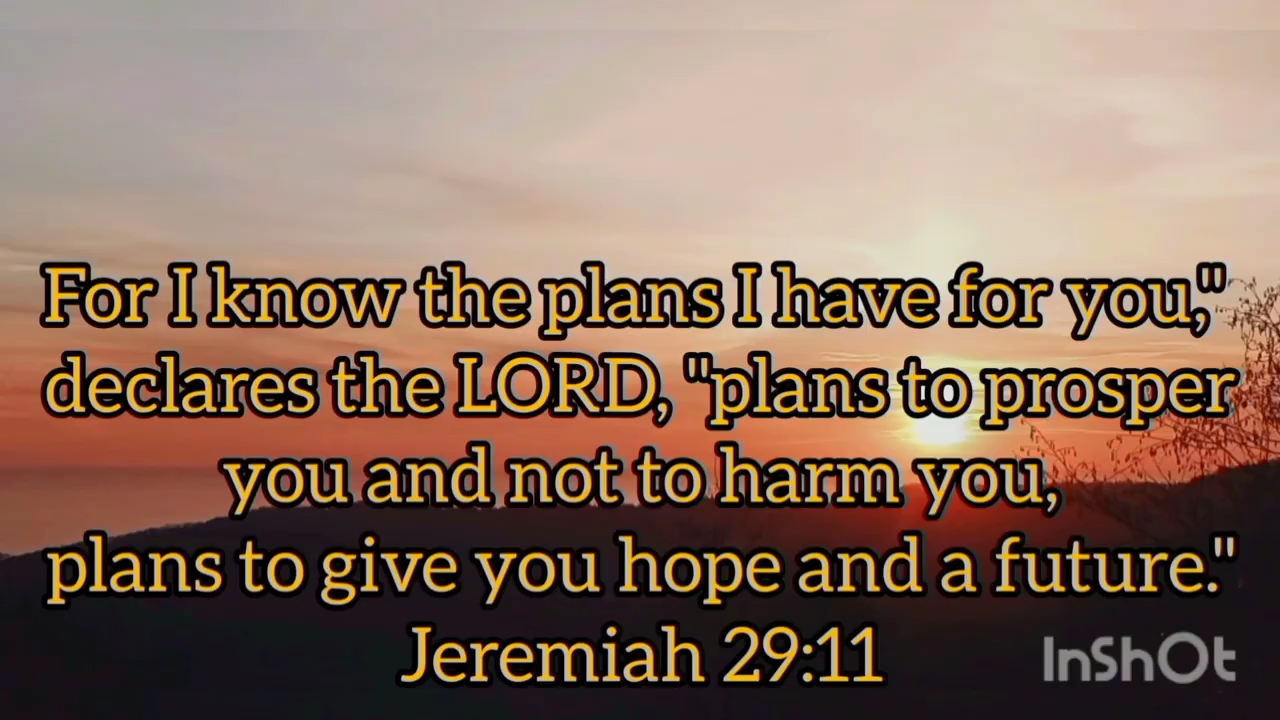 For I know the plans I have for you,"
declares the LORD, "plans to prosper
you and not to harm you,
plans to give you hope and a future."
Jeremiah 29:11
InShOt